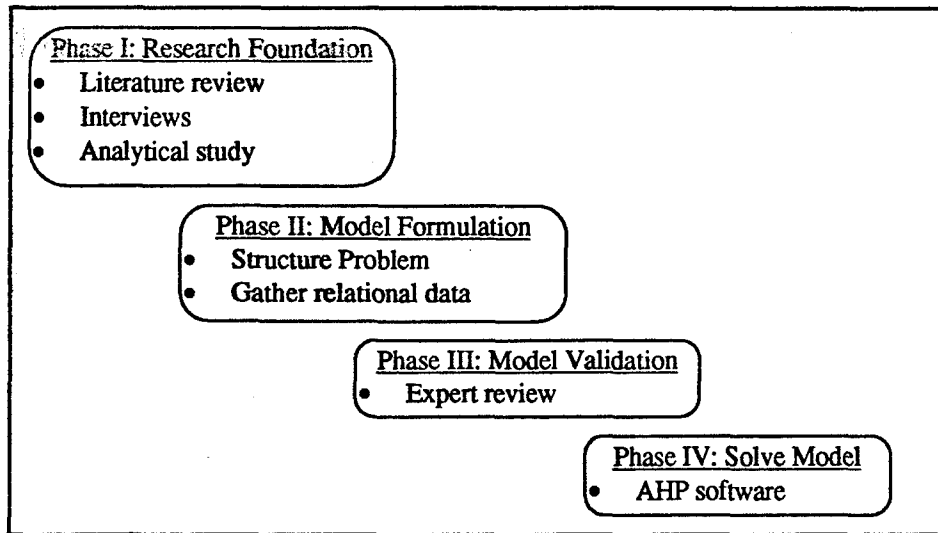 Phase I: Research Foundation
• Literature review
• Interviews
• Analytical study
Phase II: Model Formulation
• Structure Problem
• Gather relational data
Phase III: Model Validation
• Expert review
Phase IV: Solve Model
• AHP software